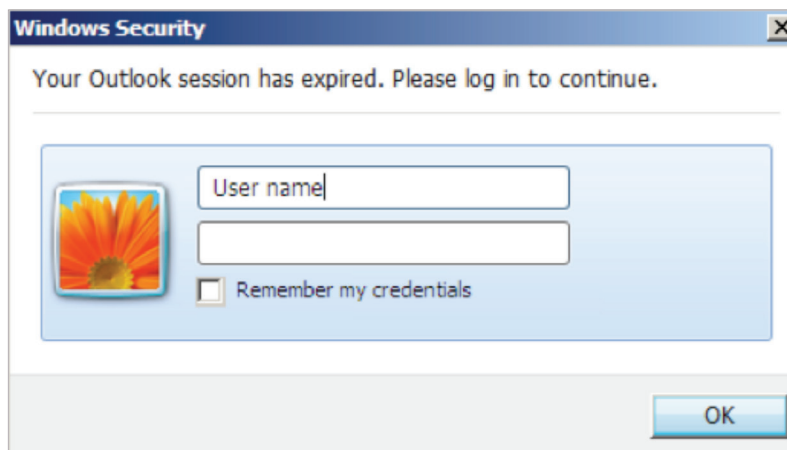 Windows Security
Your Outlook session has expired. Please log in to continue.
User name
Remember my credentials
OK